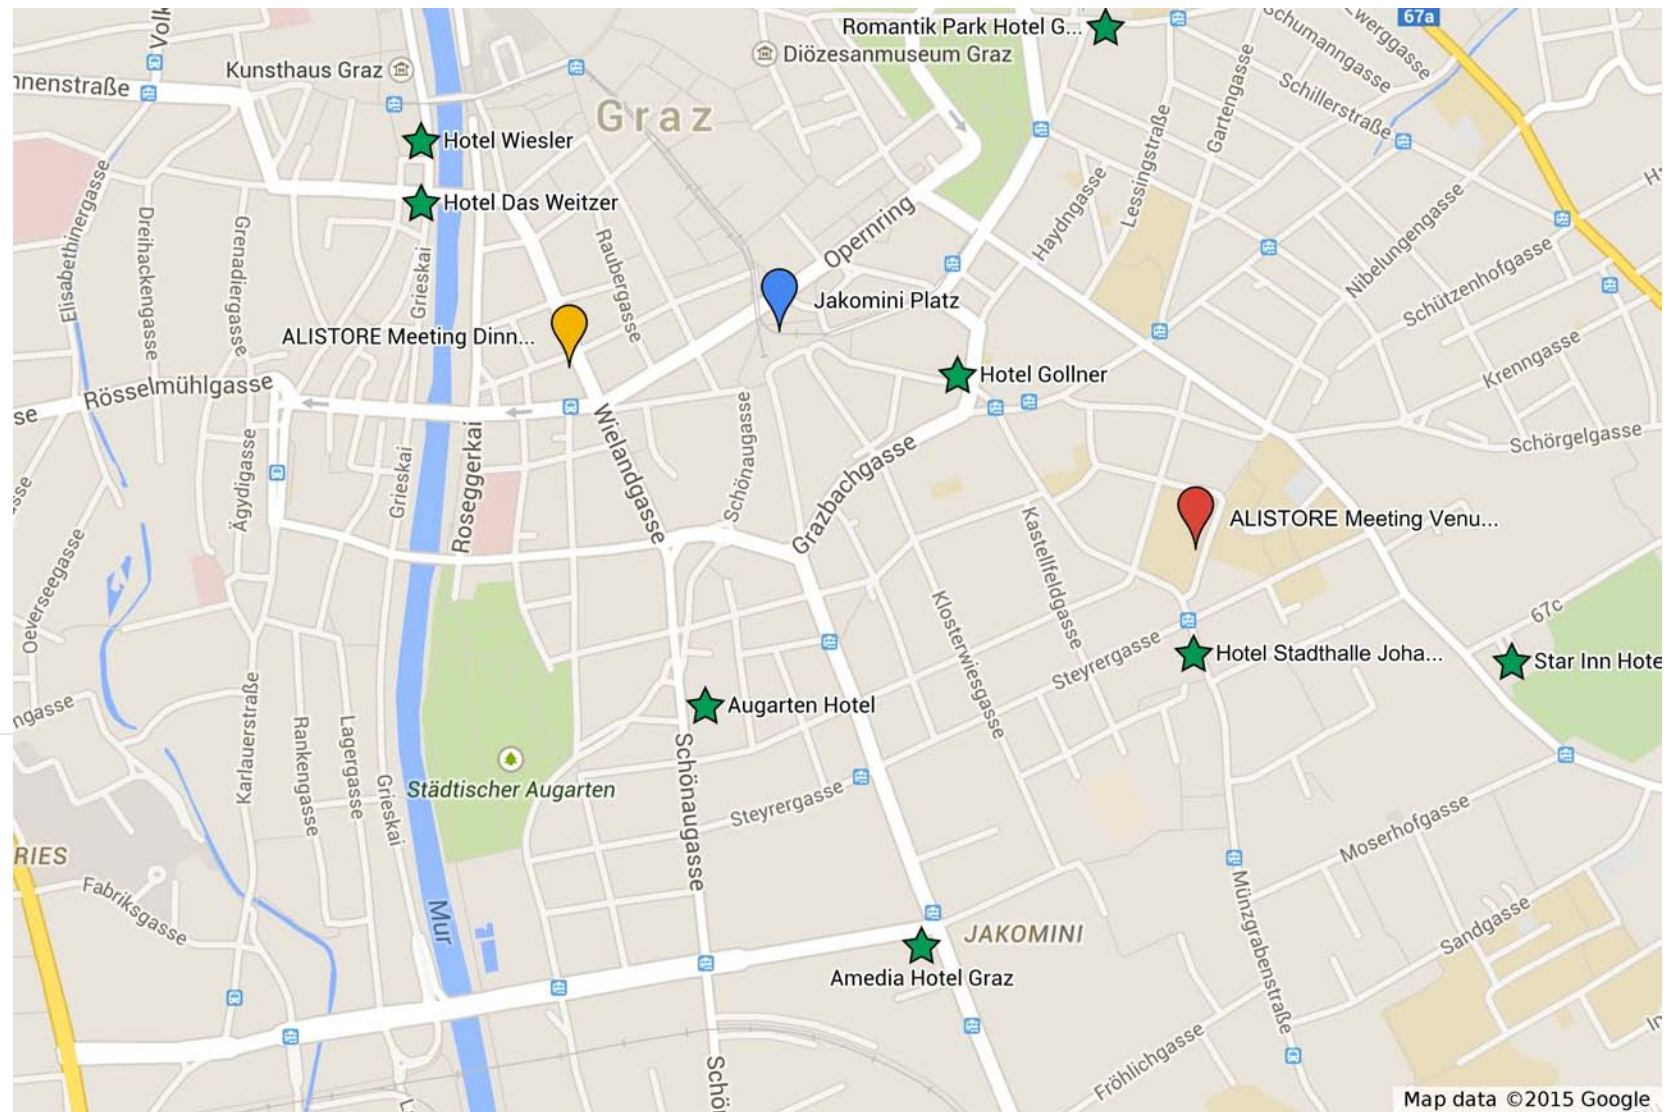 Romantik Park Hotel G...
67a
Zwerggasse
Schumanngasse
Kunsthaus Graz
Diözesanmuseum Graz
Schillerstraße
Gartengasse
Graz
Hotel Wiesler
Lessingstraße
Haydngasse
Elisabethinergasse
Dreihackengasse
Grenadiergasse
Hotel Das Weitzer
Opernring
Nibelungengasse
Grieskai
Raubergasse
Schützenhofgasse
Jakomini Platz
ALISTORE Meeting Dinn...
Krenngasse
Hotel Gollner
Rösselmühlgasse
Wielandgasse
Schönaugasse
Schörgelgasse
Ägydigasse
Grieskai
Roseggerkai
Grazbachgasse
Kastellfeldgasse
ALISTORE Meeting Venu...
Oeverseegasse
Klosterwiesgasse
67c
Steyrergasse
Hotel Stadthalle Joha...
Star Inn Hote
Karlauerstraße
Rankengasse
Lagergasse
Grieskai
Augarten Hotel
Schönaugasse
Städtischer Augarten
Steyrergasse
Moserhofgasse
RIES
Fabriksgasse
Mur
Münzgrabenstraße
Sandgasse
JAKOMINI
Amedia Hotel Graz
Fröhlichgasse
Map data ©2015 Google